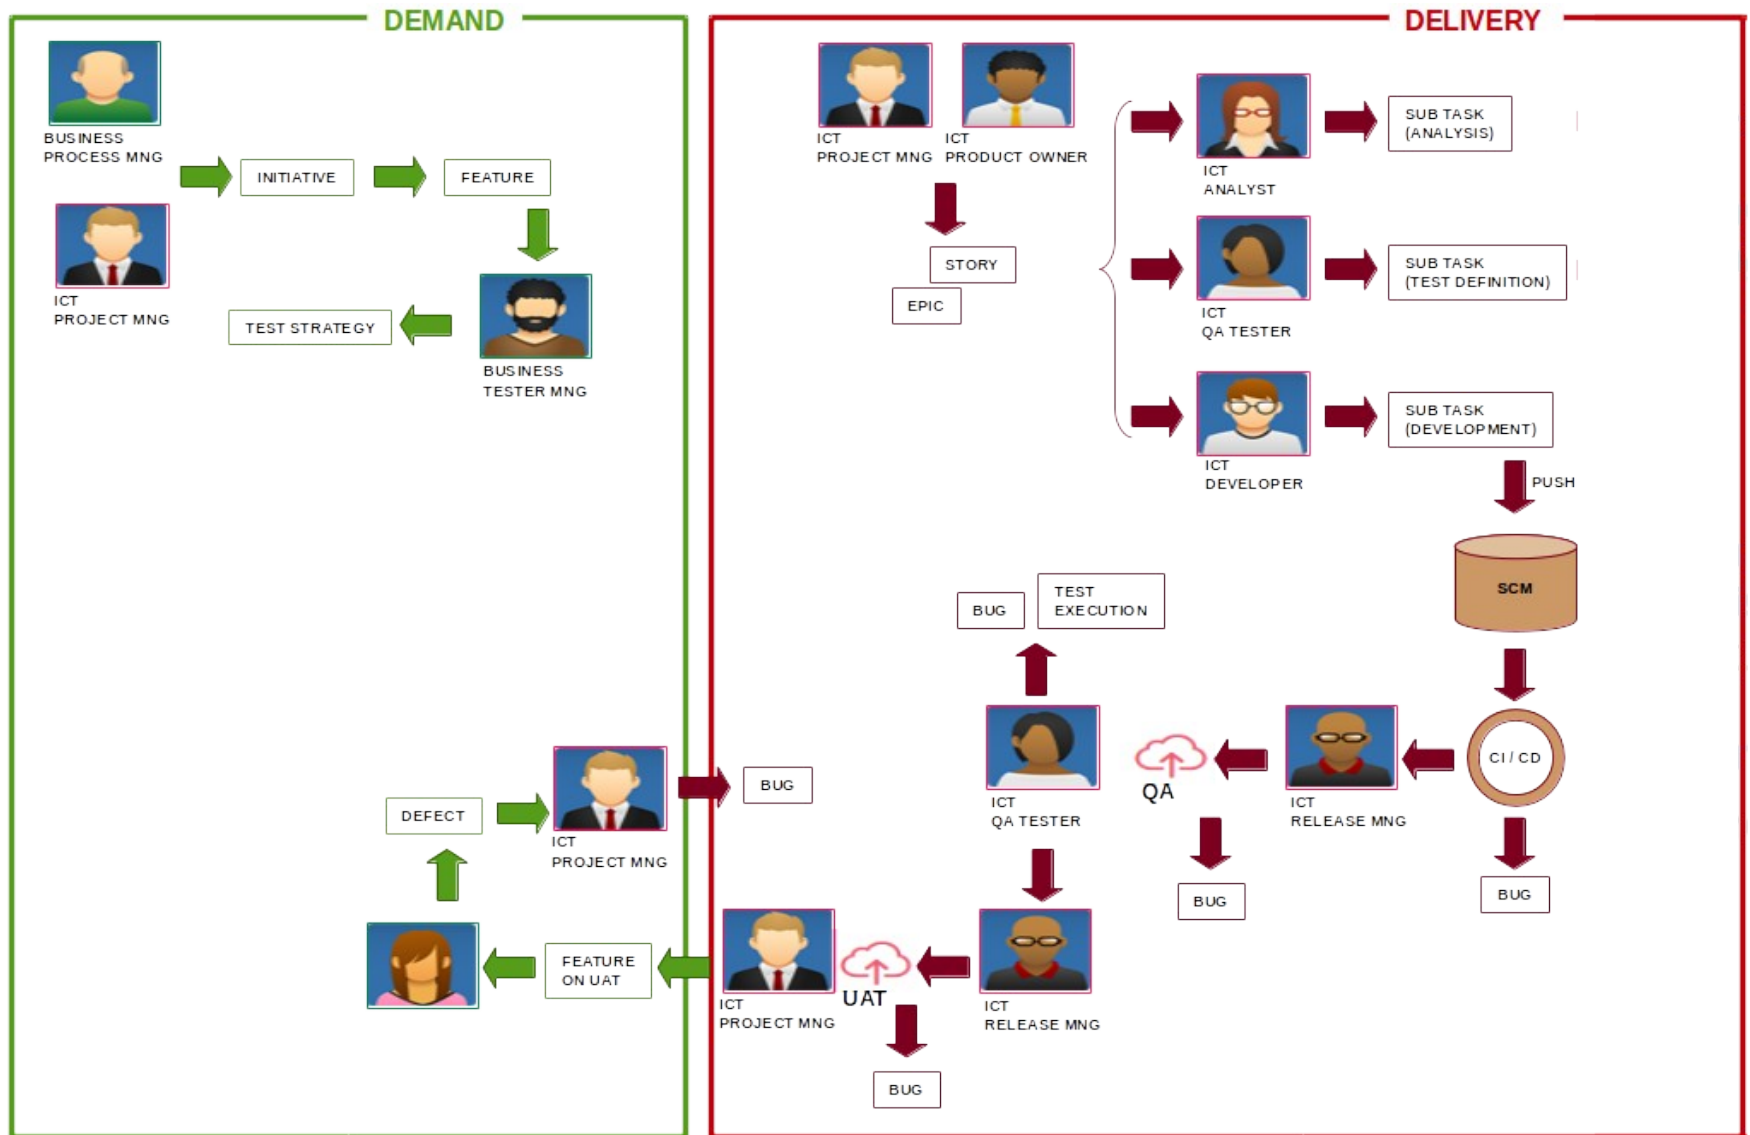 DEMAND
BUSINESS
PROCESS MNG
INITIATIVE
FEATURE
ICT
PROJECT MNG
TEST STRATEGY
BUSINESS
TESTER MNG
DEFECT
ICT
PROJECT MNG
FEATURE
ON UAT
DELIVERY
ICT
PROJECT MNG
ICT
PRODUCT OWNER
STORY
EPIC
ICT
ANALYST
SUB TASK
(ANALYSIS)
ICT
QA TESTER
SUB TASK
(TEST DEFINITION)
ICT
DEVELOPER
SUB TASK
(DEVELOPMENT)
PUSH
SCM
CI / CD
BUG
ICT
RELEASE MNG
QA
BUG
BUG
TEST
EXECUTION
ICT
QA TESTER
BUG
ICT
RELEASE MNG
UAT
BUG
ICT
PROJECT MNG